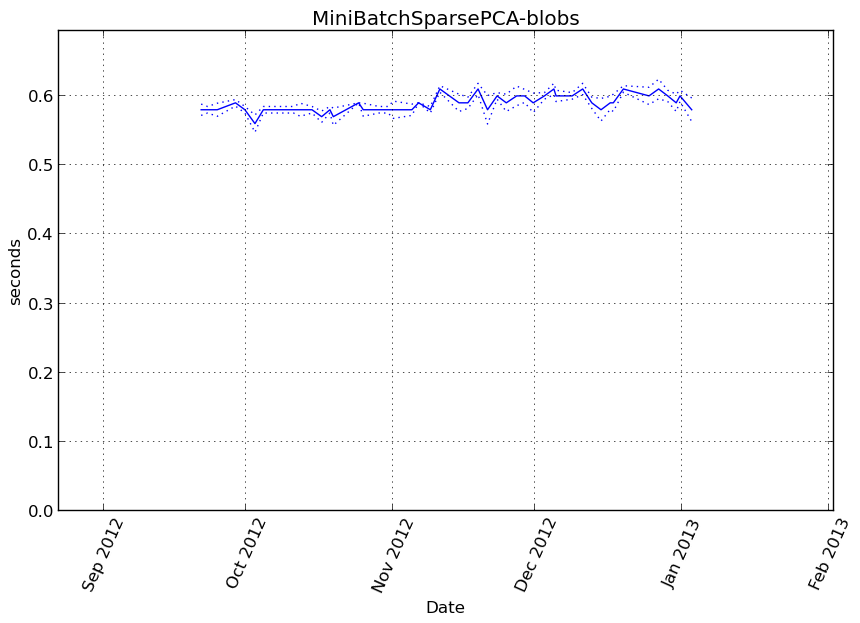 MiniBatchSparsePCA-blobs
0.6
0.5
0.4
0.3
0.2
0.1
0.0
seconds
Sep 2012
Oct 2012
Nov 2012
Dec 2012
Jan 2013
Feb 2013
Date